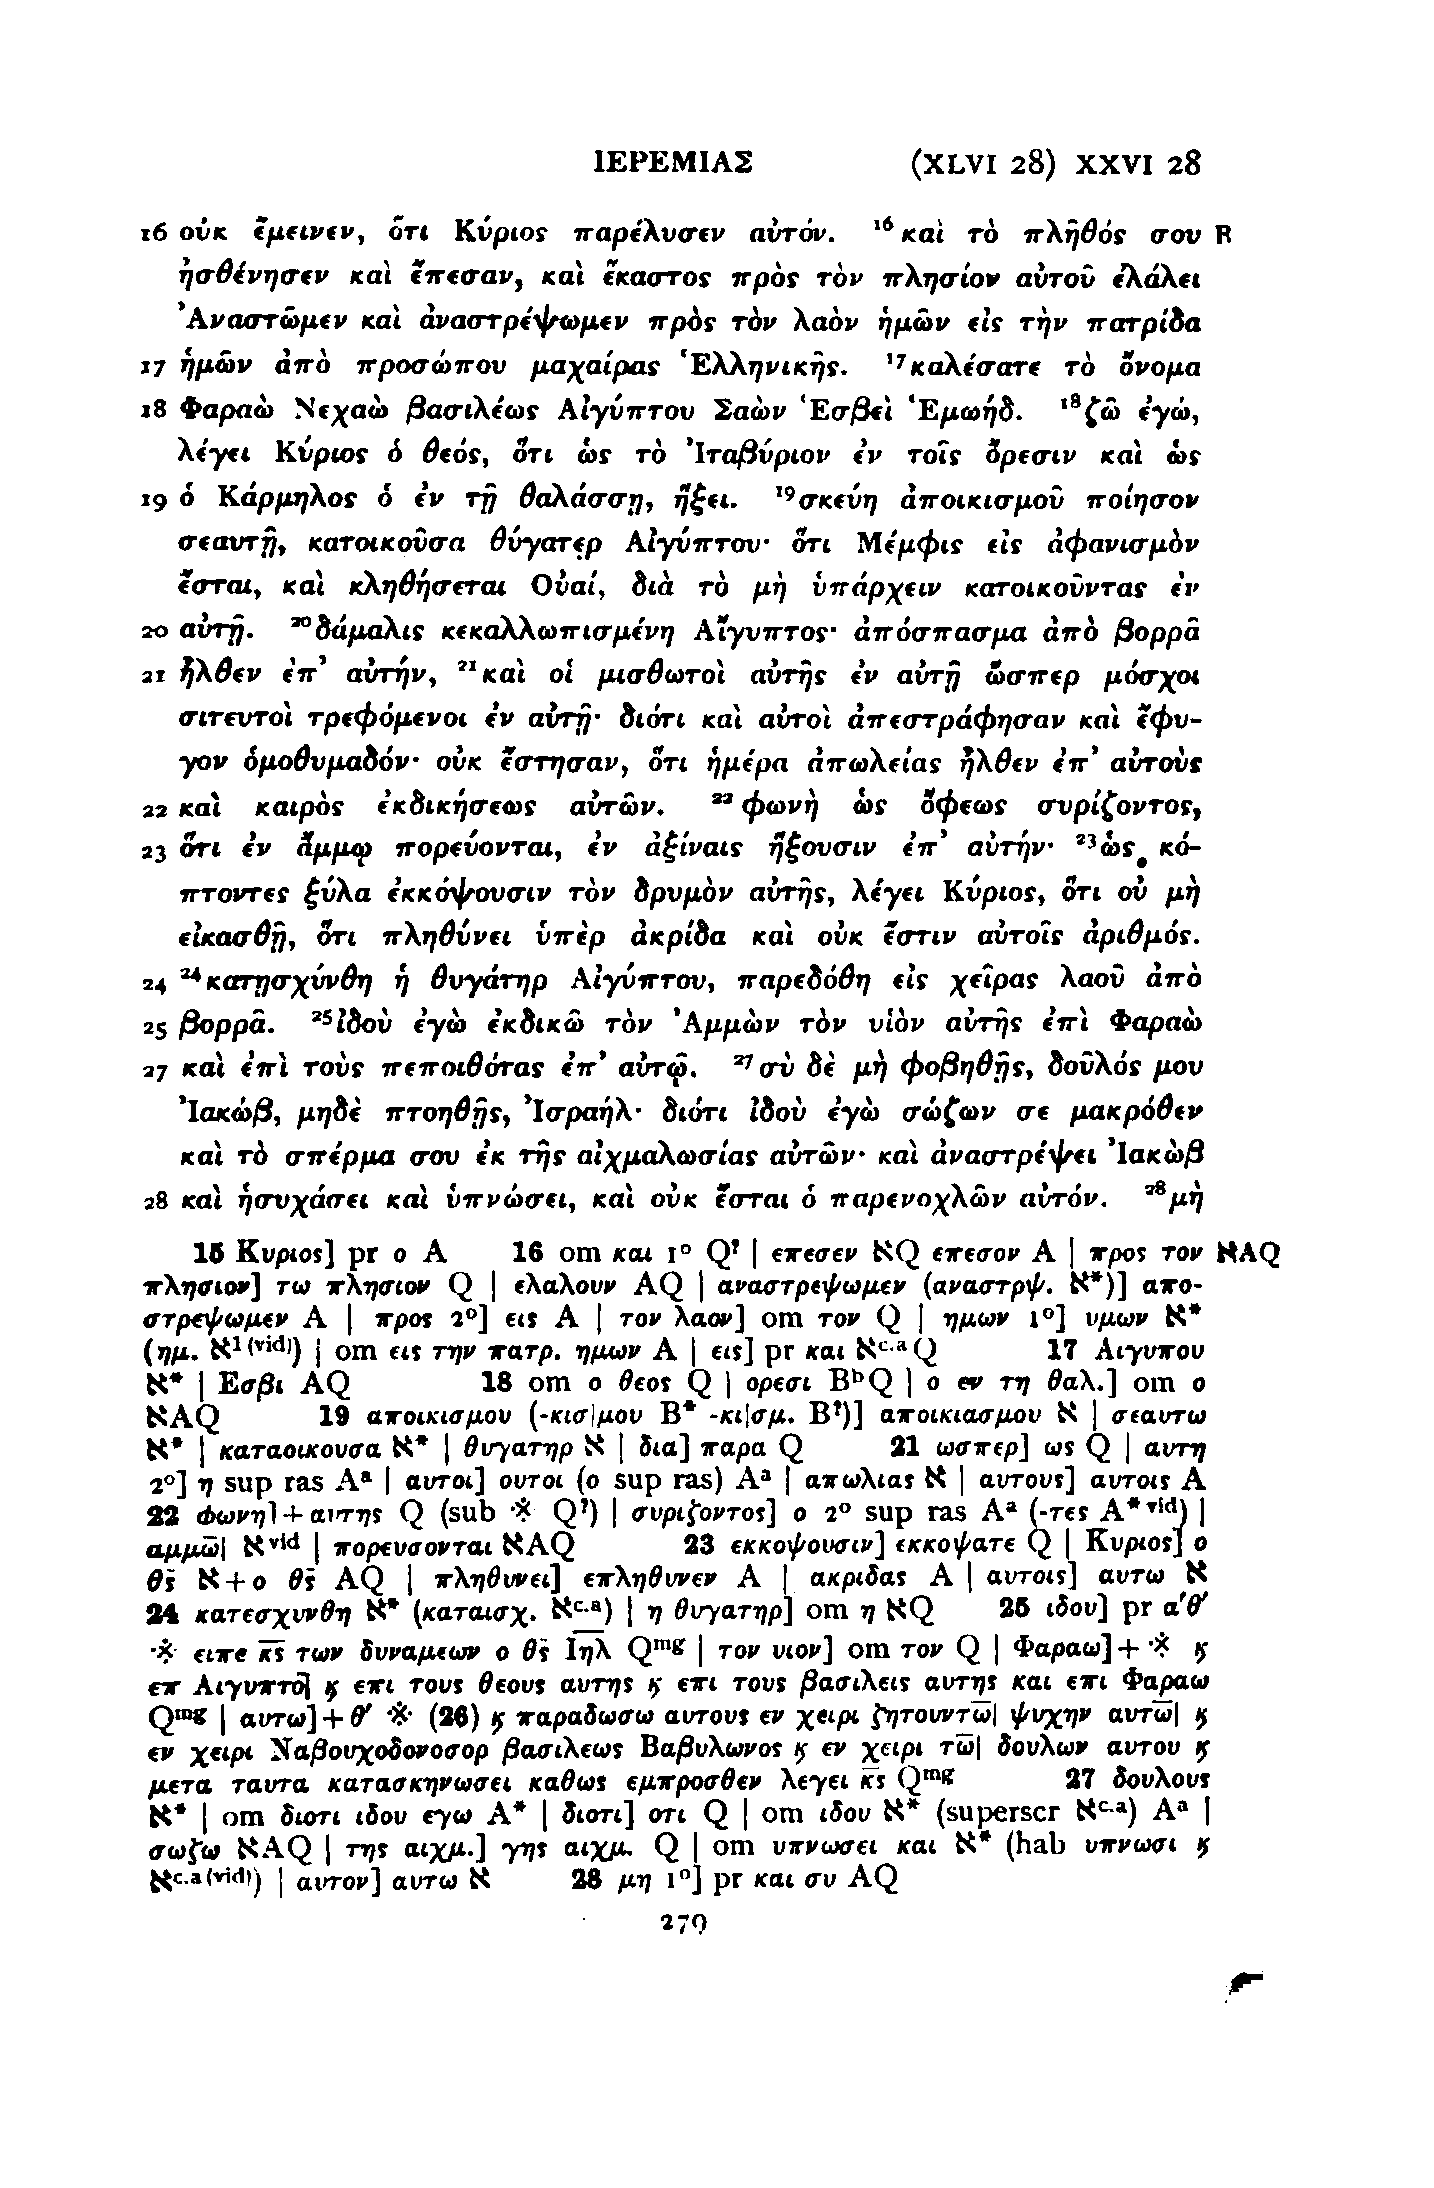 ΙΕΡΕΜΙΑΣ (XLVI 28) XXVI 28
16 οὐκ ἔμεινεν, ὅτι Κύριος παρέλυσεν αὐτόν. ¹⁶καὶ τὸ πλῆθός σου B
ἠσθένησεν καὶ ἔπεσαν, καὶ ἕκαστος πρὸς τὸν πλησίον αὐτοῦ ἐλάλει
Ἀναστῶμεν καὶ ἀναστρέψωμεν πρὸς τὸν λαὸν ἡμῶν εἰς τὴν πατρίδα
17 ἡμῶν ἀπὸ προσώπου μαχαίρας Ἑλληνικῆς. ¹⁷καλέσατε τὸ ὄνομα
18 Φαραὼ Νεχαὼ βασιλέως Αἰγύπτου Σαὼν Ἑσβεὶ Ἐμωήδ. ¹⁸ζῶ ἐγώ,
λέγει Κύριος ὁ θεός, ὅτι ὡς τὸ Ἰταβύριον ἐν τοῖς ὄρεσιν καὶ ὡς
19 ὁ Κάρμηλος ὁ ἐν τῇ θαλάσσῃ, ἥξει. ¹⁹σκεύη ἀποικισμοῦ ποίησον
σεαυτῇ, κατοικοῦσα θύγατερ Αἰγύπτου· ὅτι Μέμφις εἰς ἀφανισμὸν
ἔσται, καὶ κληθήσεται Οὐαί, διὰ τὸ μὴ ὑπάρχειν κατοικοῦντας ἐν
20 αὐτῇ. ²⁰δάμαλις κεκαλλωπισμένη Αἴγυπτος· ἀπόσπασμα ἀπὸ βορρᾶ
21 ἦλθεν ἐπ' αὐτήν, ²¹καὶ οἱ μισθωτοὶ αὐτῆς ἐν αὐτῇ ὥσπερ μόσχοι
σιτευτοὶ τρεφόμενοι ἐν αὐτῇ· διότι καὶ αὐτοὶ ἀπεστράφησαν καὶ ἔφυ-
γον ὁμοθυμαδόν· οὐκ ἔστησαν, ὅτι ἡμέρα ἀπωλείας ἦλθεν ἐπ' αὐτοὺς
22 καὶ καιρὸς ἐκδικήσεως αὐτῶν. ²²φωνὴ ὡς ὄφεως συρίζοντος,
23 ὅτι ἐν ἄμμῳ πορεύονται, ἐν ἀξίναις ἥξουσιν ἐπ' αὐτήν· ²³ὡς κό-
πτοντες ξύλα ἐκκόψουσιν τὸν δρυμὸν αὐτῆς, λέγει Κύριος, ὅτι οὐ μὴ
εἰκασθῇ, ὅτι πληθύνει ὑπὲρ ἀκρίδα καὶ οὐκ ἔστιν αὐτοῖς ἀριθμός.
24 ²⁴κατῃσχύνθη ἡ θυγάτηρ Αἰγύπτου, παρεδόθη εἰς χεῖρας λαοῦ ἀπὸ
25 βορρᾶ. ²⁵ἰδοὺ ἐγὼ ἐκδικῶ τὸν Ἀμμὼν τὸν υἱὸν αὐτῆς ἐπὶ Φαραὼ
27 καὶ ἐπὶ τοὺς πεποιθότας ἐπ' αὐτῷ. ²⁷σὺ δὲ μὴ φοβηθῇς, δοῦλός μου
Ἰακώβ, μηδὲ πτοηθῇς, Ἰσραήλ· διότι ἰδοὺ ἐγὼ σώζων σε μακρόθεν
καὶ τὸ σπέρμα σου ἐκ τῆς αἰχμαλωσίας αὐτῶν· καὶ ἀναστρέψει Ἰακὼβ
28 καὶ ἡσυχάσει καὶ ὑπνώσει, καὶ οὐκ ἔσται ὁ παρενοχλῶν αὐτόν. ²⁸μὴ
15 Κυριος] pr ο A 16 om και 1° Q? | επεσεν ℵQ επεσον A | προς τον ℵAQ
πλησιον] τω πλησιον Q | ελαλουν AQ | αναστρεψωμεν (αναστρψ. ℵ*)] απο-
στρεψωμεν A | προς 2°] εις A | τον λαον] om τον Q | ημων 1°] υμων ℵ*
(ημ. ℵ1 (vid)) | om εις την πατρ. ημων A | εις] pr και ℵc.a Q 17 Αιγυπου
ℵ* | Εσβι AQ 18 om ο θεος Q | ορεσι BbQ | ο εν τη θαλ.] om ο
ℵAQ 19 αποικισμου (-κισ|μου B* -κι|σμ. B?)] αποικιασμου ℵ | σεαυτω
ℵ* | καταοικουσα ℵ* | θυγατηρ ℵ | δια] παρα Q 21 ωσπερ] ως Q | αυτη
2°] η sup ras Aa | αυτοι] ουτοι (ο sup ras) Aa | απωλιας ℵ | αυτους] αυτοις A
22 φωνη]+αυτης Q (sub ※ Q?) | συριζοντος] ο 2° sup ras Aa (-τες A* vid) |
αμμω̅| ℵvid | πορευσονται ℵAQ 23 εκκοψουσιν] εκκοψατε Q | Κυριος] ο
θ̅ς̅ ℵ+ο θ̅ς̅ AQ | πληθυνει] επληθυνεν A | ακριδας A | αυτοις] αυτω ℵ
24 κατεσχυνθη ℵ* (καταισχ. ℵc.a) | η θυγατηρ] om η ℵQ 25 ιδου] pr α'θ'
※ ειπε κ̅ς̅ των δυναμεων ο θ̅ς̅ Ιη̅λ̅ Qmg | τον υιον] om τον Q | Φαραω]+※ ϗ
επ Αιγυπτο̅| ϗ επι τους θεους αυτης ϗ επι τους βασιλεις αυτης και επι Φαραω
Qmg | αυτω]+θ' ※ (26) ϗ παραδωσω αυτους εν χειρι ζητουντω̅| ψυχην αυτω̅| ϗ
εν χειρι Ναβουχοδονοσορ βασιλεως Βαβυλωνος ϗ εν χειρι τω̅| δουλων αυτου ϗ
μετα ταυτα κατασκηνωσει καθως εμπροσθεν λεγει κ̅ς̅ Qmg 27 δουλους
ℵ* | om διοτι ιδου εγω A* | διοτι] οτι Q | om ιδου ℵ* (superscr ℵc.a) Aa |
σωζω ℵAQ | της αιχμ.] γης αιχμ. Q | om υπνωσει και ℵ* (hab υπνωσι ϗ
ℵc.a (vid)) | αυτον] αυτω ℵ 28 μη 1°] pr και συ AQ
279